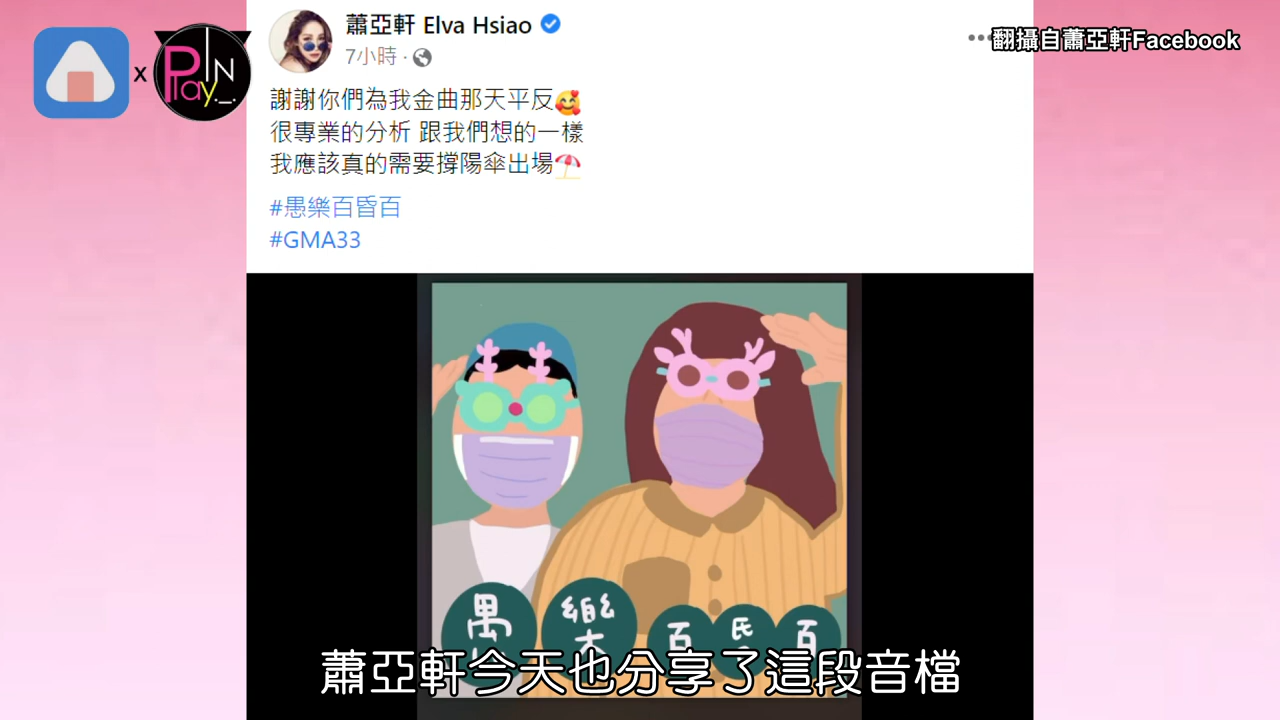 x
Play IN
蕭亞軒 Elva Hsiao
7小時
翻攝自蕭亞軒Facebook
謝謝你們為我金曲那天平反🥰
很專業的分析 跟我們想的一樣
我應該真的需要撐陽傘出場⛱️
#愚樂百昏百
#GMA33
樂
百
百
蕭亞軒今天也分享了這段音檔